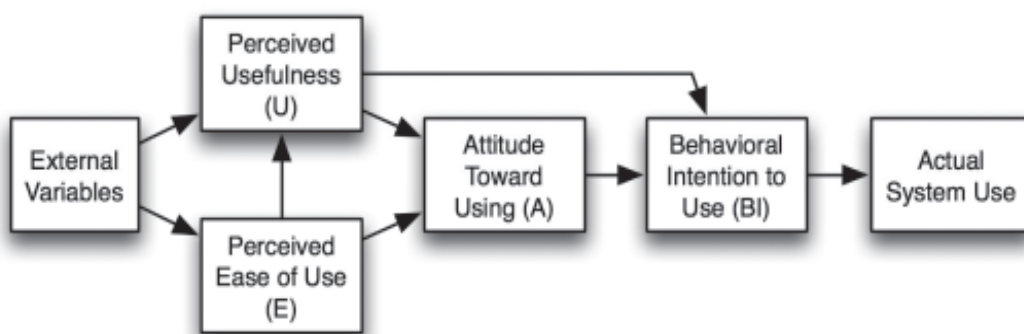 External
Variables
Perceived
Usefulness
(U)
Perceived
Ease of Use
(E)
Attitude
Toward
Using (A)
Behavioral
Intention to
Use (BI)
Actual
System Use